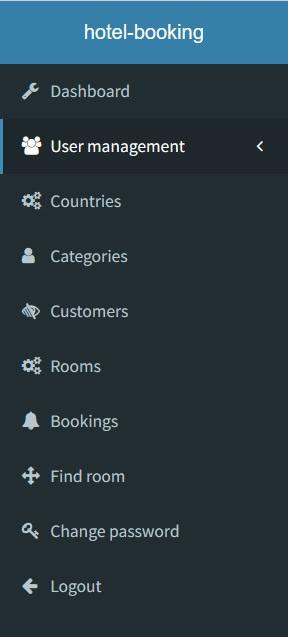 hotel-booking
Dashboard
User management
Countries
Categories
Customers
Rooms
Bookings
Find room
Change password
Logout